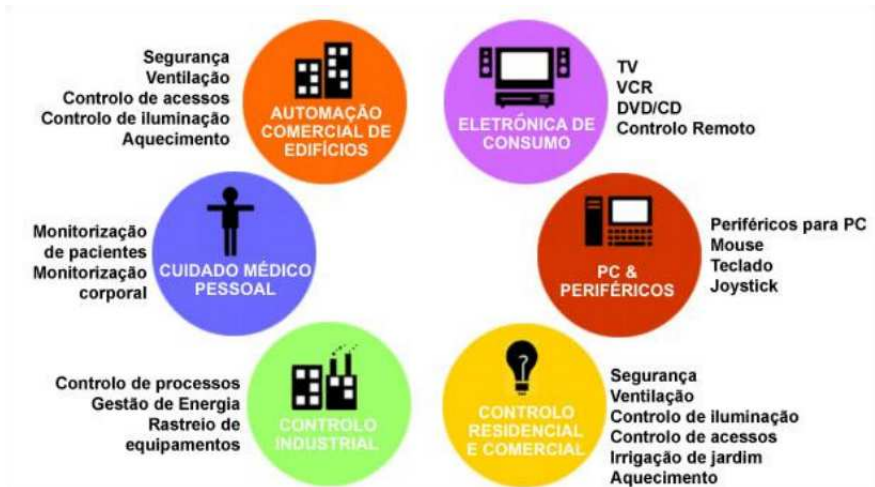 Segurança
Ventilação
Controlo de acessos
Controlo de iluminação
Aquecimento
AUTOMAÇÃO
COMERCIAL DE
EDIFÍCIOS
ELETRÓNICA DE
CONSUMO
TV
VCR
DVD/CD
Controlo Remoto
Monitorização
de pacientes
Monitorização
corporal
CUIDADO MÉDICO
PESSOAL
PC &
PERIFÉRICOS
Periféricos para PC
Mouse
Teclado
Joystick
Controlo de processos
Gestão de Energia
Rastreio de
equipamentos
CONTROLO
INDUSTRIAL
?
CONTROLO
RESIDENCIAL
E COMERCIAL
Segurança
Ventilação
Controlo de iluminação
Controlo de acessos
Irrigação de jardim
Aquecimento